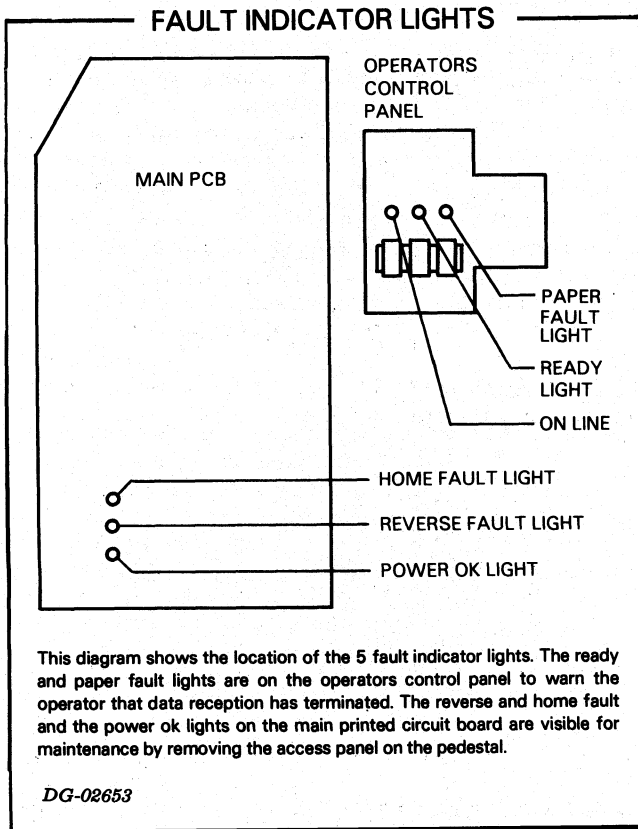 FAULT INDICATOR LIGHTS
OPERATORS
CONTROL
PANEL
MAIN PCB
PAPER
FAULT
LIGHT
READY
LIGHT
ON LINE
HOME FAULT LIGHT
REVERSE FAULT LIGHT
POWER OK LIGHT
This diagram shows the location of the 5 fault indicator lights. The ready
and paper fault lights are on the operators control panel to warn the
operator that data reception has terminated. The reverse and home fault
and the power ok lights on the main printed circuit board are visible for
maintenance by removing the access panel on the pedestal.
DG-02653